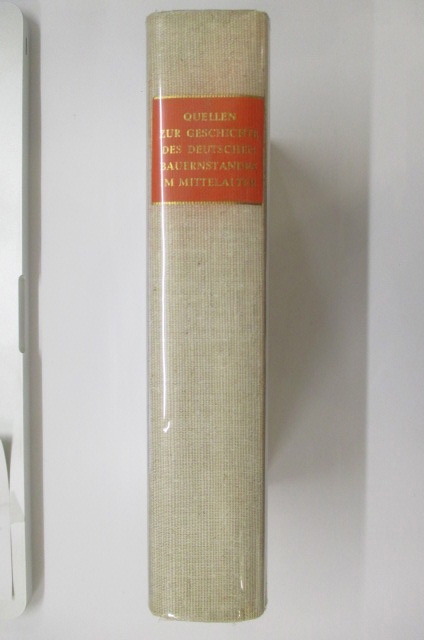 QUELLEN
ZUR GESCHICHTE
DES DEUTSCHEN
BAUERNSTANDES
IM MITTELALTER